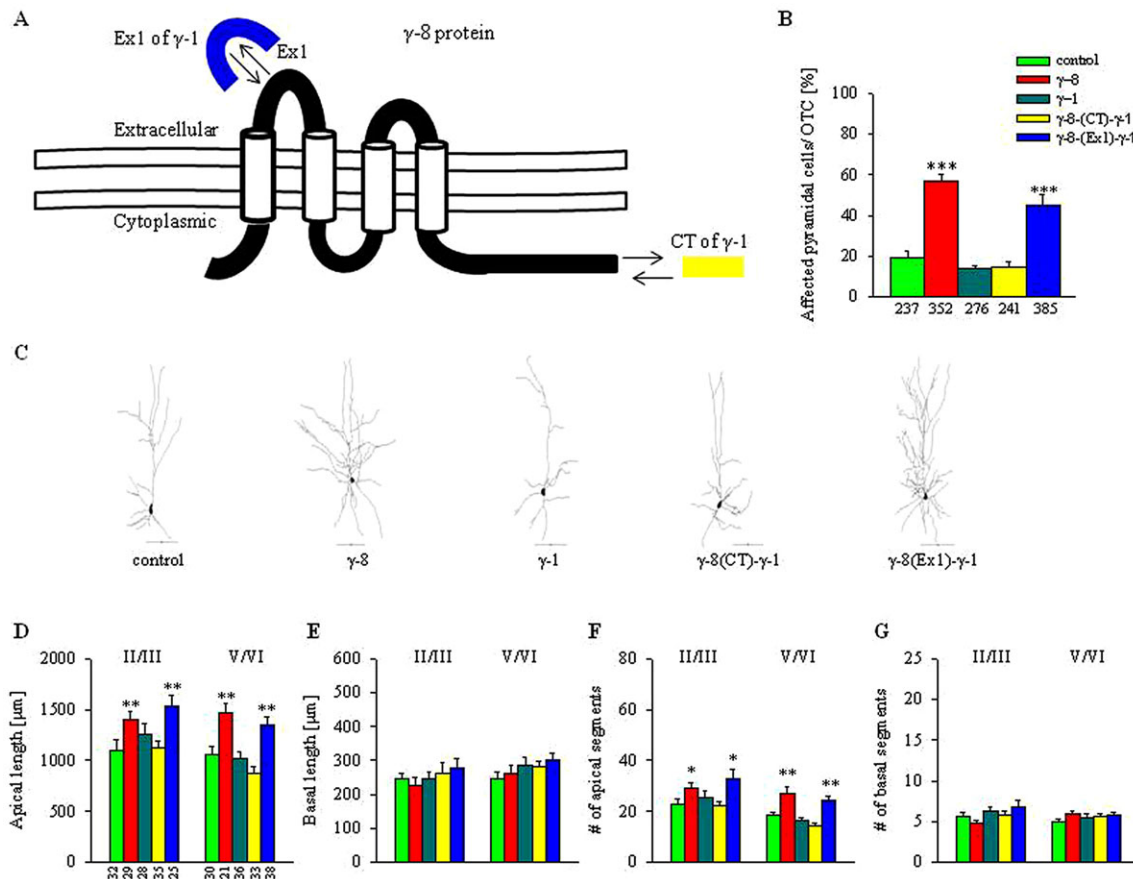 A
Ex1 of γ-1
Ex1
γ-8 protein
Extracellular
Cytoplasmic
CT of γ-1
B
control
γ-8
γ-1
γ-8-(CT)-γ-1
γ-8-(Ex1)-γ-1
Affected pyramidal cells/ OTC [%]
100
80
60
40
20
0
*** ***
237 352 276 241 385
C
control γ-8 γ-1 γ-8(CT)-γ-1 γ-8(Ex1)-γ-1
D
II/III V/VI
Apical length [µm]
2000
1500
1000
500
0
** ** ** **
32 29 28 35 25 30 21 36 33 38
E
II/III V/VI
Basal length [µm]
600
500
400
300
200
100
0
F
II/III V/VI
# of apical segments
80
60
40
20
0
* * ** **
G
II/III V/VI
# of basal segments
25
20
15
10
5
0